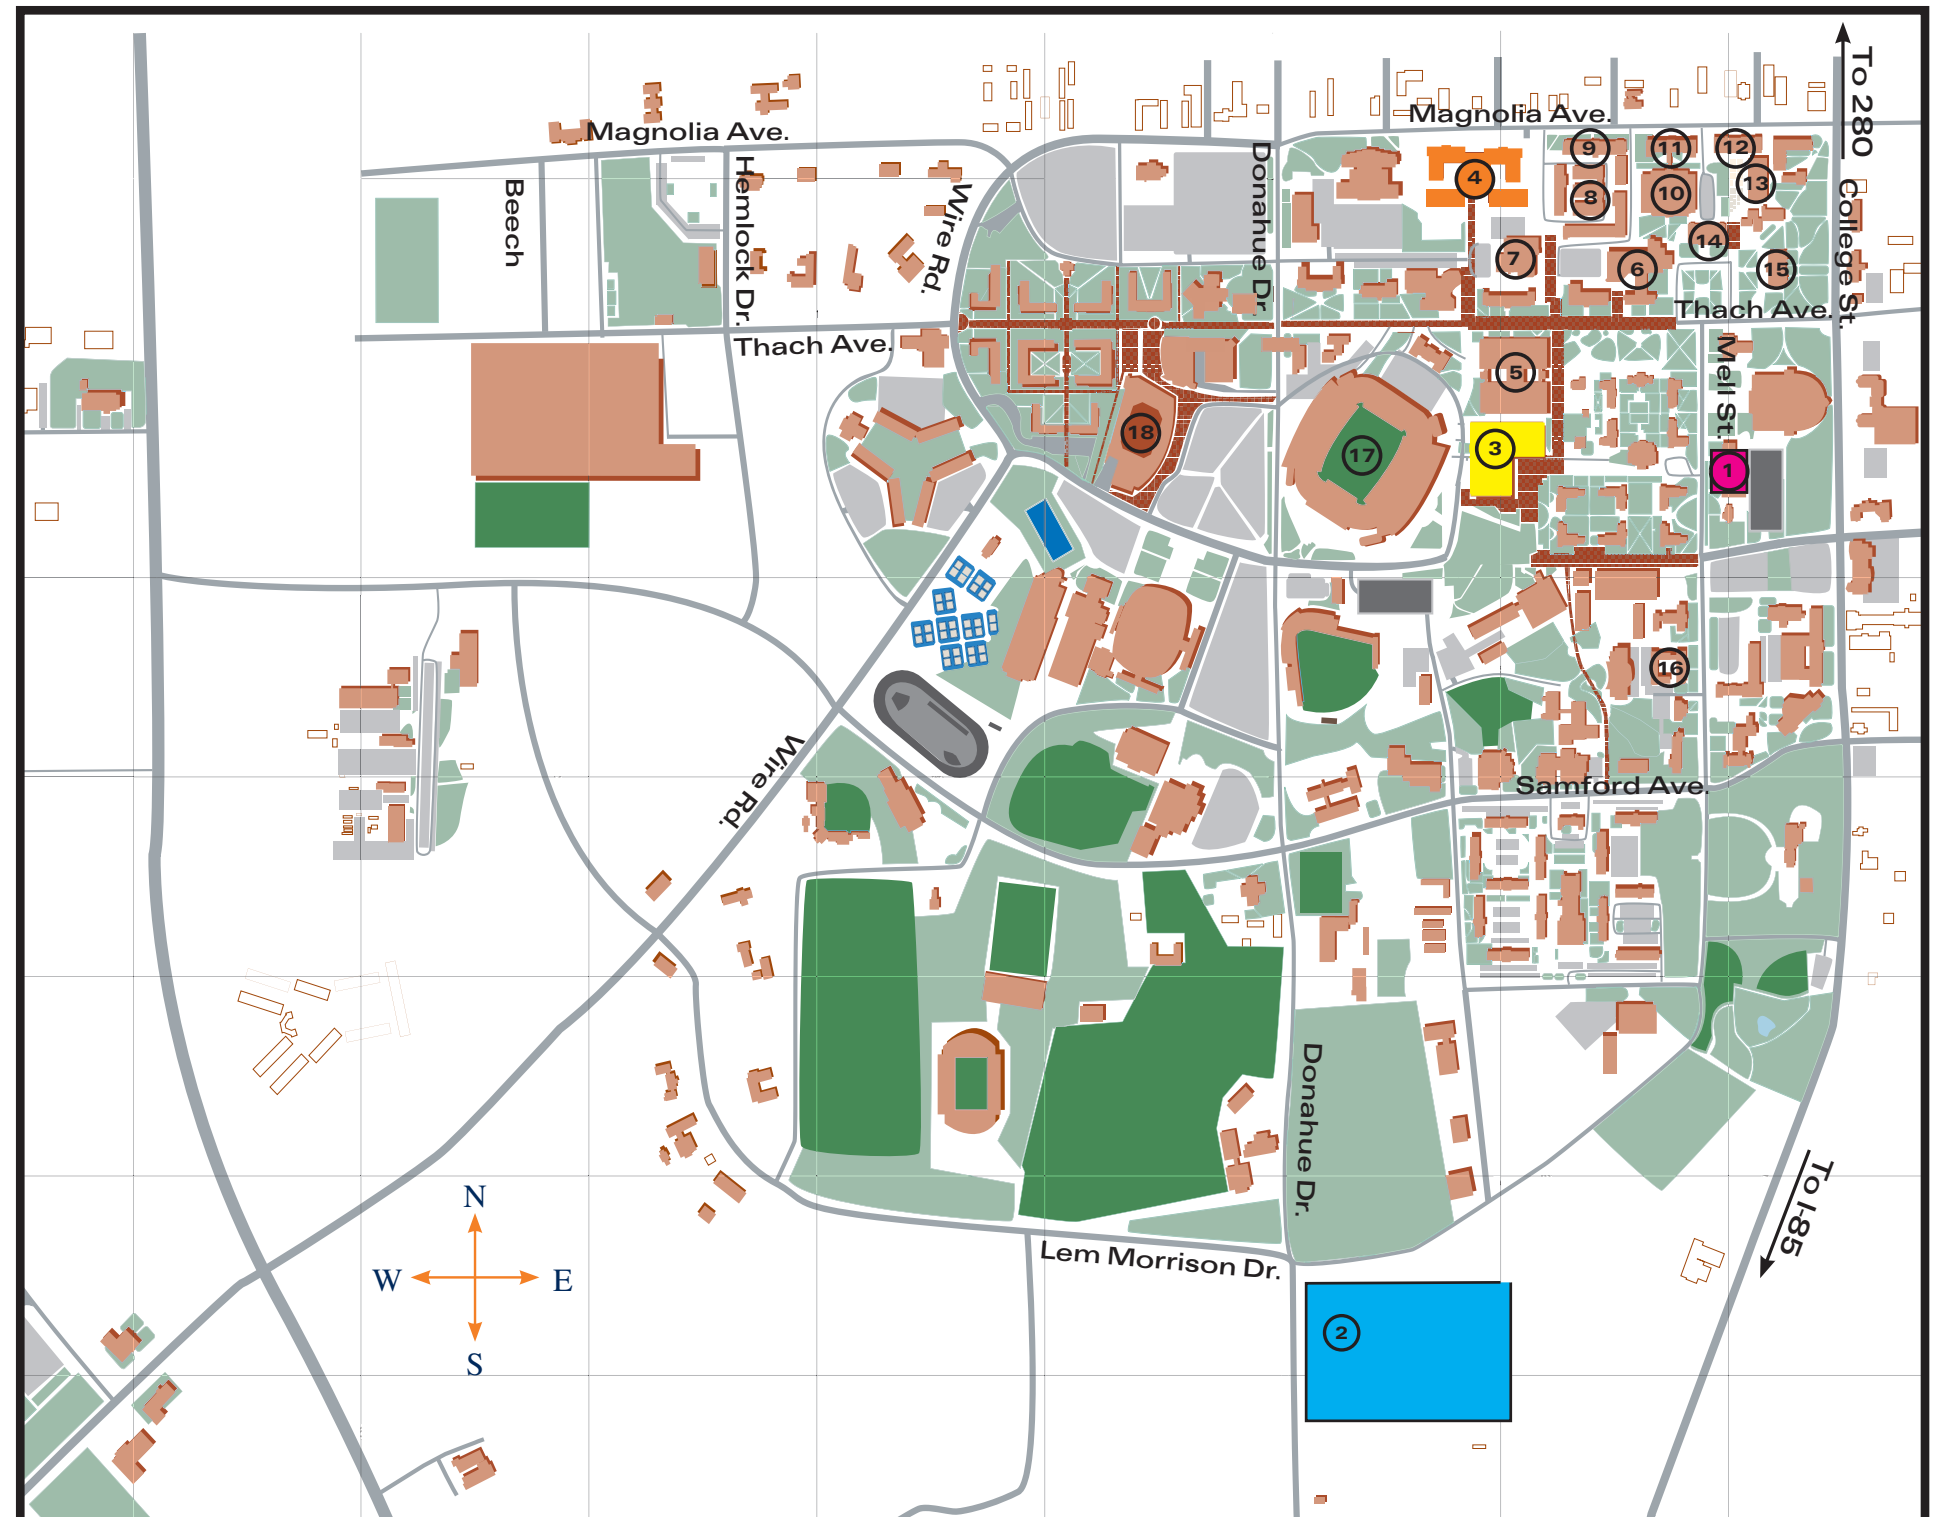 To 280
Magnolia Ave.
Magnolia Ave.
9
11
12
4
13
8
10
Beech
Hemlock Dr.
Wire Rd.
Donahue Dr.
College St.
14
7
6
15
Thach Ave.
Thach Ave.
Mell St.
5
18
17
3
1
16
Wire Rd.
Samford Ave.
Donahue Dr.
To I-85
N
W
E
S
Lem Morrison Dr.
2